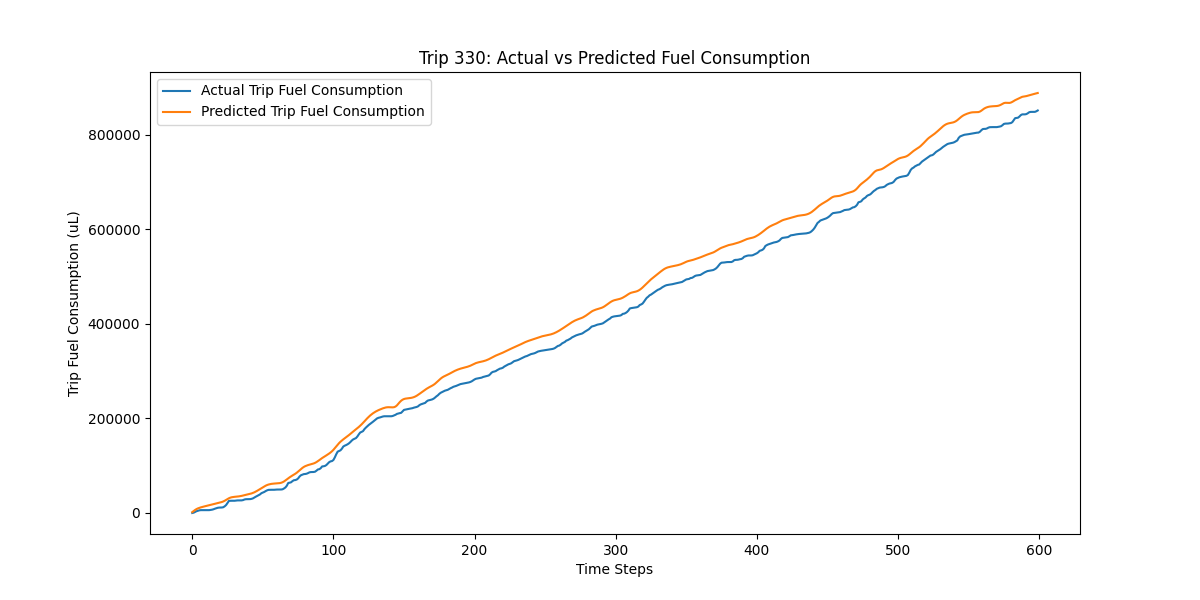 Trip 330: Actual vs Predicted Fuel Consumption
Actual Trip Fuel Consumption
Predicted Trip Fuel Consumption
Trip Fuel Consumption (uL)
800000
600000
400000
200000
0
0 100 200 300 400 500 600
Time Steps